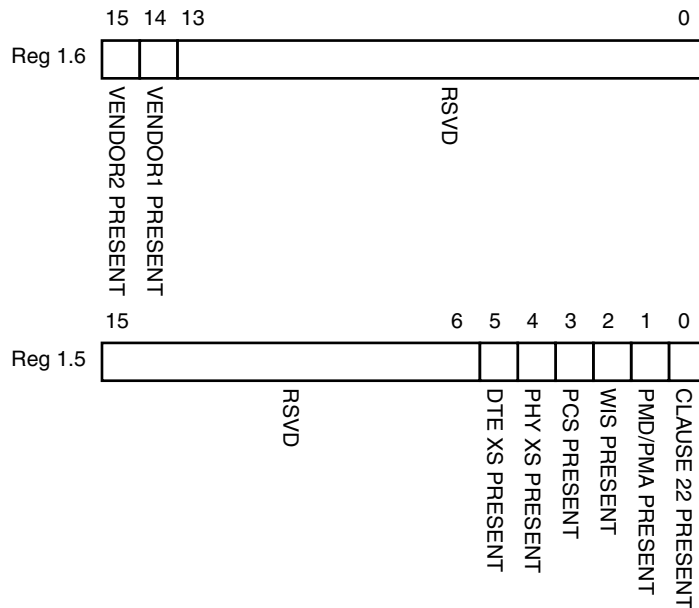 15 14 13 0
Reg 1.6
VENDOR2 PRESENT
VENDOR1 PRESENT
RSVD
15 6 5 4 3 2 1 0
Reg 1.5
RSVD
DTE XS PRESENT
PHY XS PRESENT
PCS PRESENT
WIS PRESENT
PMD/PMA PRESENT
CLAUSE 22 PRESENT